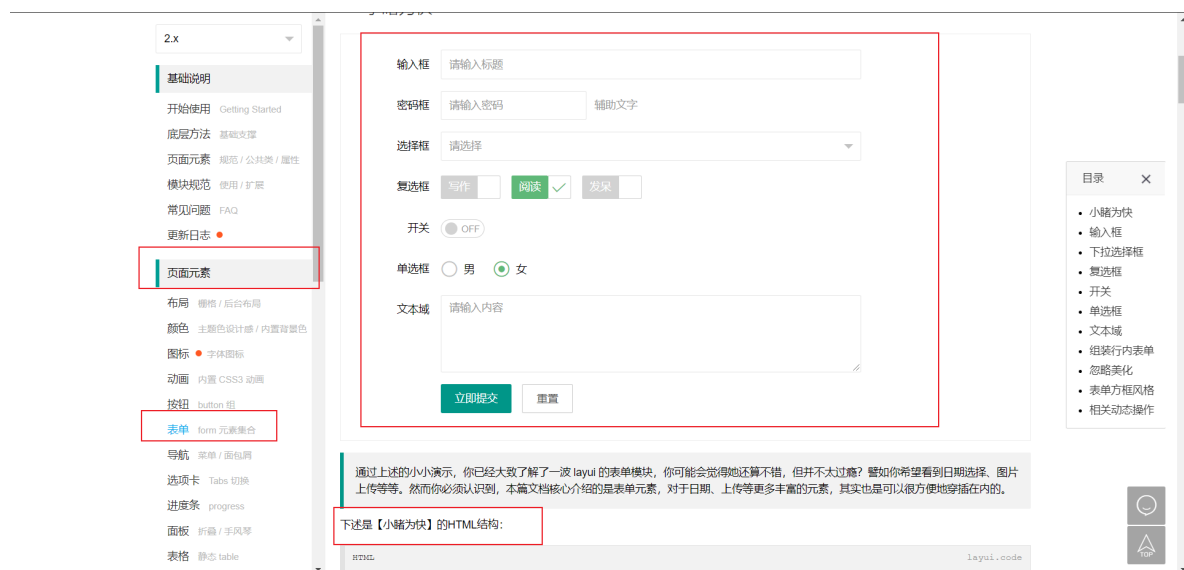 2.x
基础说明
开始使用 Getting Started
底层方法 基础支撑
页面元素 规范 / 公共类 / 属性
模块规范 使用 / 扩展
常见问题 FAQ
更新日志
页面元素
布局 栅格 / 后台布局
颜色 主题色设计感 / 内置背景色
图标 字体图标
动画 内置 CSS3 动画
按钮 button 组
表单 form 元素集合
导航 菜单 / 面包屑
选项卡 Tabs 切换
进度条 progress
面板 折叠 / 手风琴
表格 静态 table
输入框 请输入标题
密码框 请输入密码 辅助文字
选择框 请选择
复选框 写作 阅读 发呆
开关 OFF
单选框 男 女
文本域 请输入内容
立即提交 重置
通过上述的小小演示，你已经大致了解了一波 layui 的表单模块，你可能会觉得她还算不错，但并不太过瘾？譬如你希望看到日期选择、图片
上传等等。然而你必须认识到，本篇文档核心介绍的是表单元素，对于日期、上传等更多丰富的元素，其实也是可以很方便地穿插在内的。
下述是【小睹为快】的HTML结构：
HTML layui.code
目录
小睹为快
输入框
下拉选择框
复选框
开关
单选框
文本域
组装行内表单
忽略美化
表单方框风格
相关动态操作
TOP